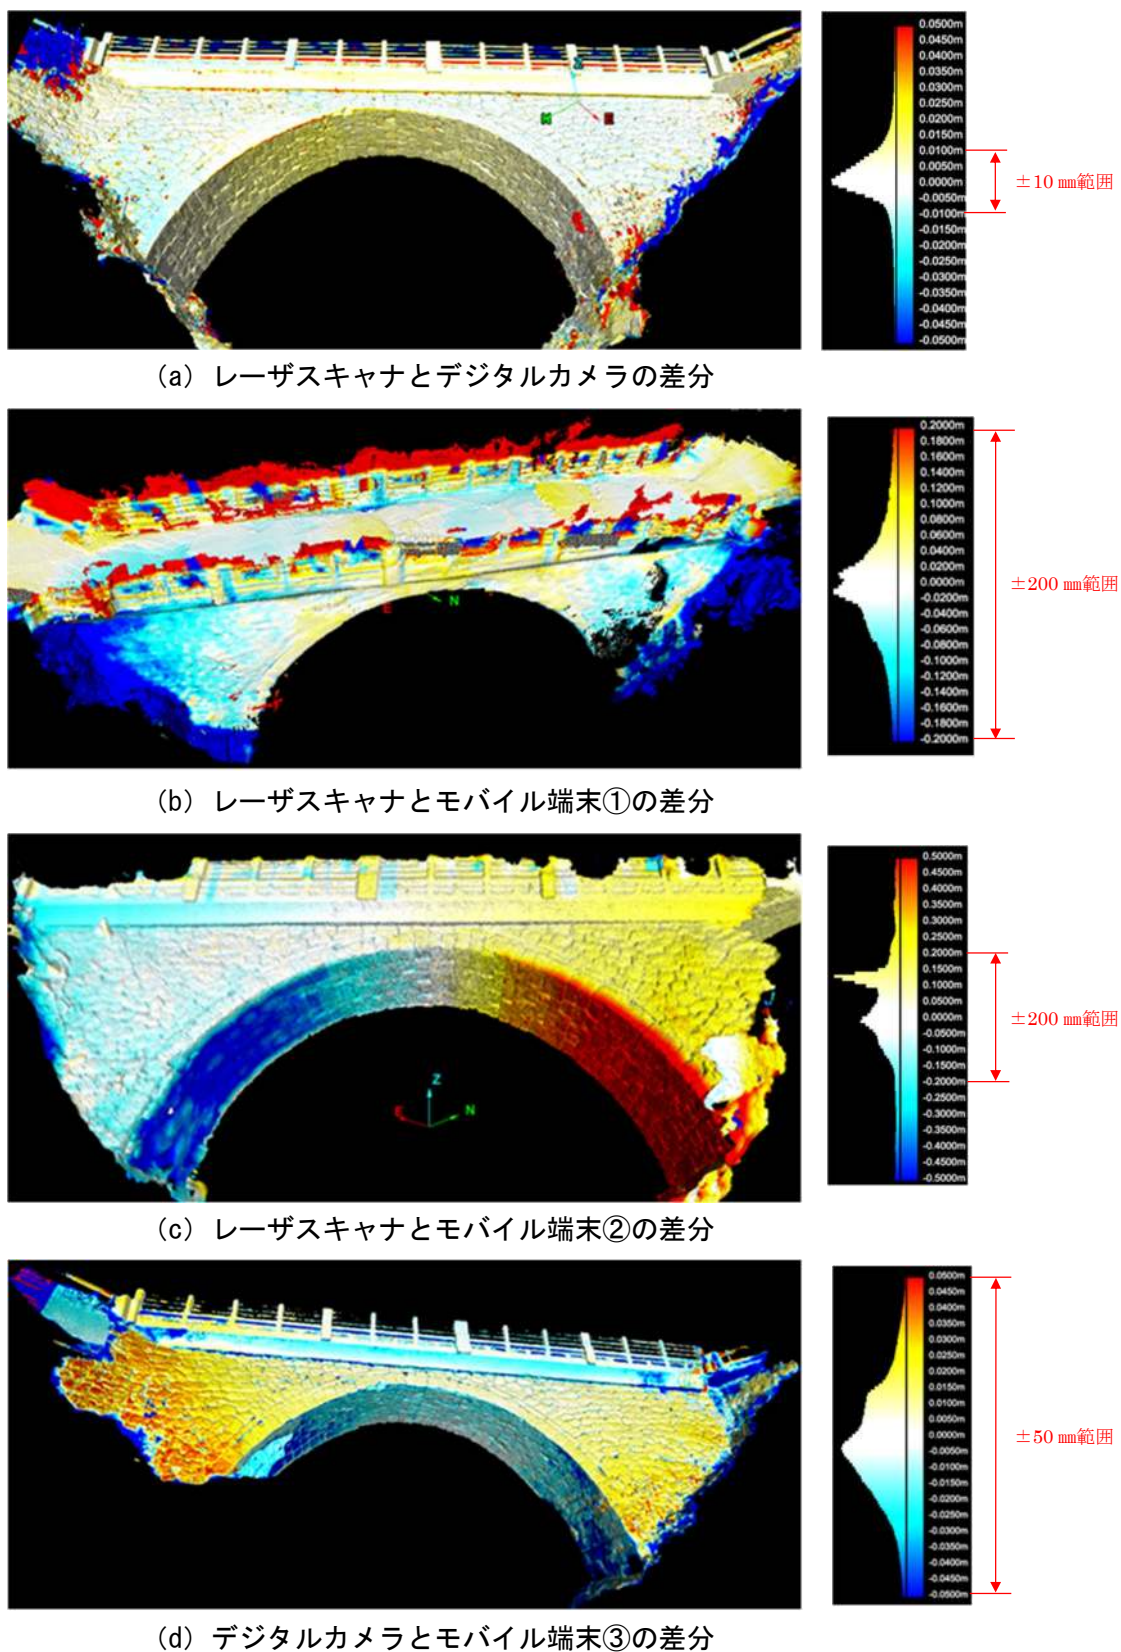 0.0500m
0.0450m
0.0400m
0.0350m
0.0300m
0.0250m
0.0200m
0.0150m
0.0100m
0.0050m
0.0000m
-0.0050m
-0.0100m
-0.0150m
-0.0200m
-0.0250m
-0.0300m
-0.0350m
-0.0400m
-0.0450m
-0.0500m
±10 ㎜範囲
(a) レーザスキャナとデジタルカメラの差分
E
N
0.2000m
0.1800m
0.1600m
0.1400m
0.1200m
0.1000m
0.0800m
0.0600m
0.0400m
0.0200m
0.0000m
-0.0200m
-0.0400m
-0.0600m
-0.0800m
-0.1000m
-0.1200m
-0.1400m
-0.1600m
-0.1800m
-0.2000m
±200 ㎜範囲
(b) レーザスキャナとモバイル端末①の差分
Z
E
N
0.5000m
0.4500m
0.4000m
0.3500m
0.3000m
0.2500m
0.2000m
0.1500m
0.1000m
0.0500m
0.0000m
-0.0500m
-0.1000m
-0.1500m
-0.2000m
-0.2500m
-0.3000m
-0.3500m
-0.4000m
-0.4500m
-0.5000m
±200 ㎜範囲
(c) レーザスキャナとモバイル端末②の差分
0.0500m
0.0450m
0.0400m
0.0350m
0.0300m
0.0250m
0.0200m
0.0150m
0.0100m
0.0050m
0.0000m
-0.0050m
-0.0100m
-0.0150m
-0.0200m
-0.0250m
-0.0300m
-0.0350m
-0.0400m
-0.0450m
-0.0500m
±50 ㎜範囲
(d) デジタルカメラとモバイル端末③の差分